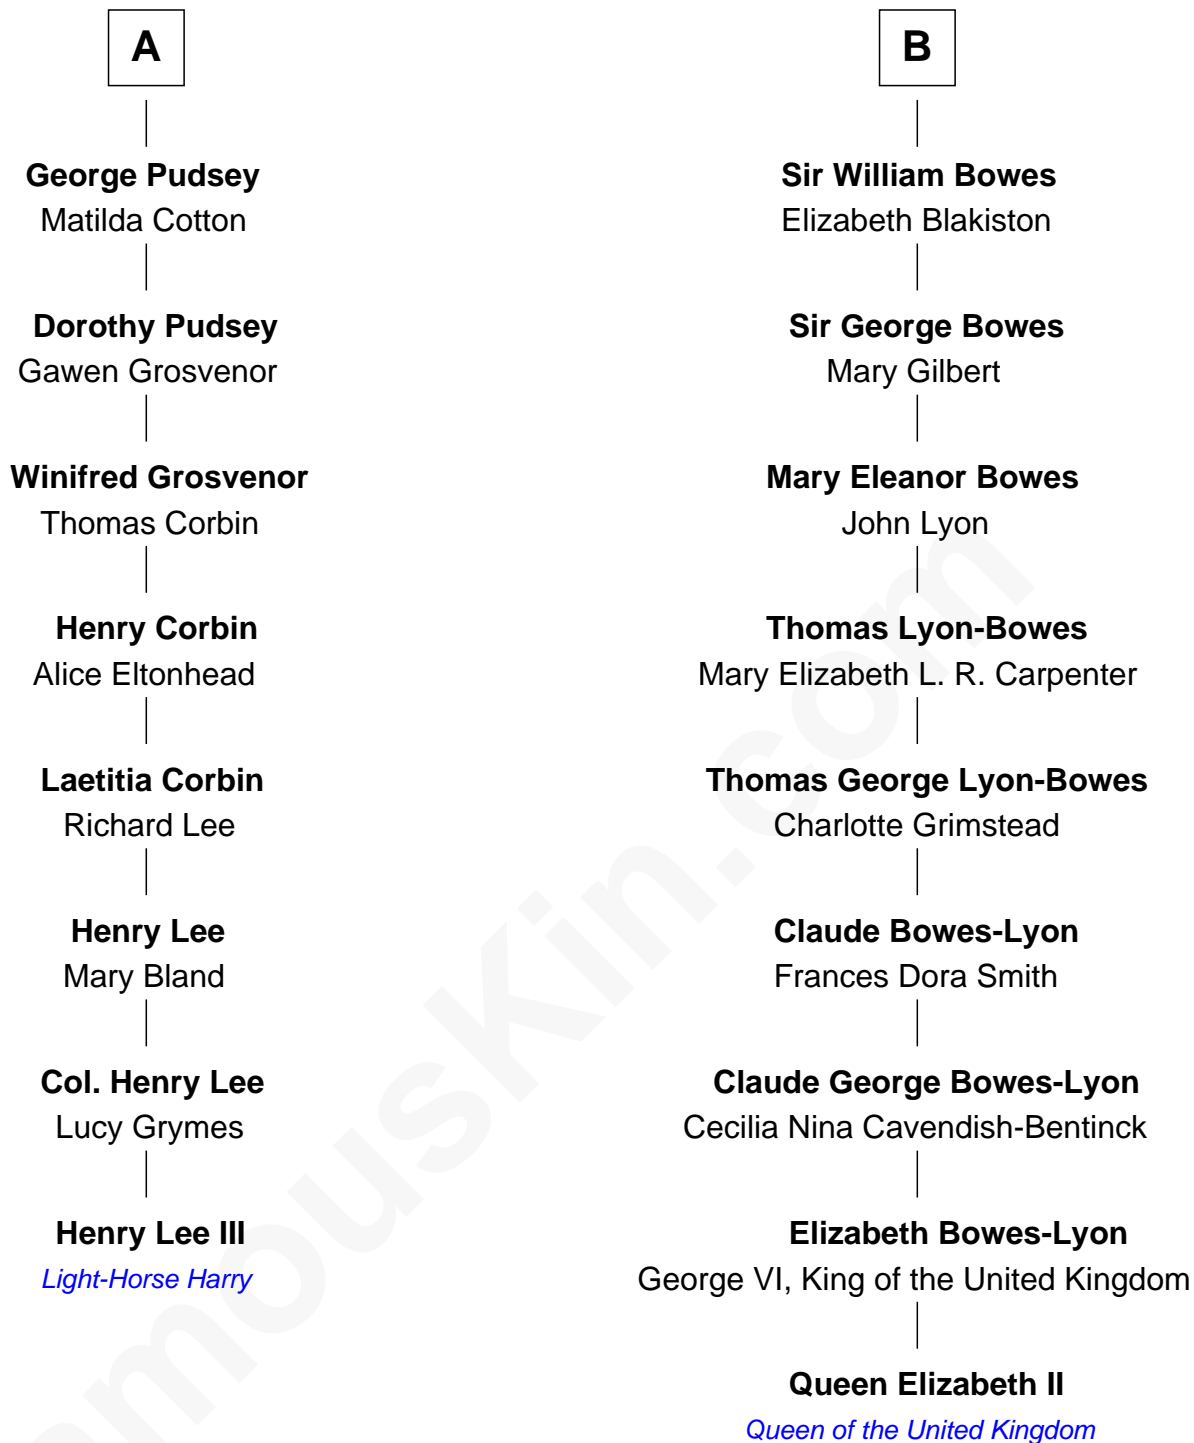 A
George Pudsey
Matilda Cotton
Dorothy Pudsey
Gawen Grosvenor
Winifred Grosvenor
Thomas Corbin
Henry Corbin
Alice Eltonhead
Laetitia Corbin
Richard Lee
Henry Lee
Mary Bland
Col. Henry Lee
Lucy Grymes
Henry Lee III
Light-Horse Harry
B
Sir William Bowes
Elizabeth Blakiston
Sir George Bowes
Mary Gilbert
Mary Eleanor Bowes
John Lyon
Thomas Lyon-Bowes
Mary Elizabeth L. R. Carpenter
Thomas George Lyon-Bowes
Charlotte Grimstead
Claude Bowes-Lyon
Frances Dora Smith
Claude George Bowes-Lyon
Cecilia Nina Cavendish-Bentinck
Elizabeth Bowes-Lyon
George VI, King of the United Kingdom
Queen Elizabeth II
Queen of the United Kingdom
amousKin.com